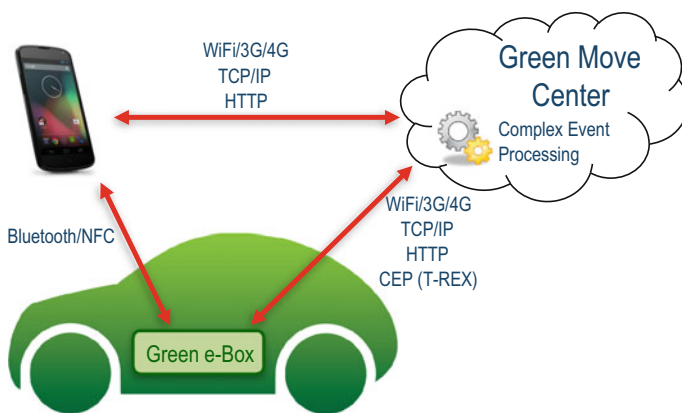 WiFi/3G/4G
TCP/IP
HTTP
Green Move
Center
Complex Event
Processing
Bluetooth/NFC
WiFi/3G/4G
TCP/IP
HTTP
CEP (T-REX)
Green e-Box